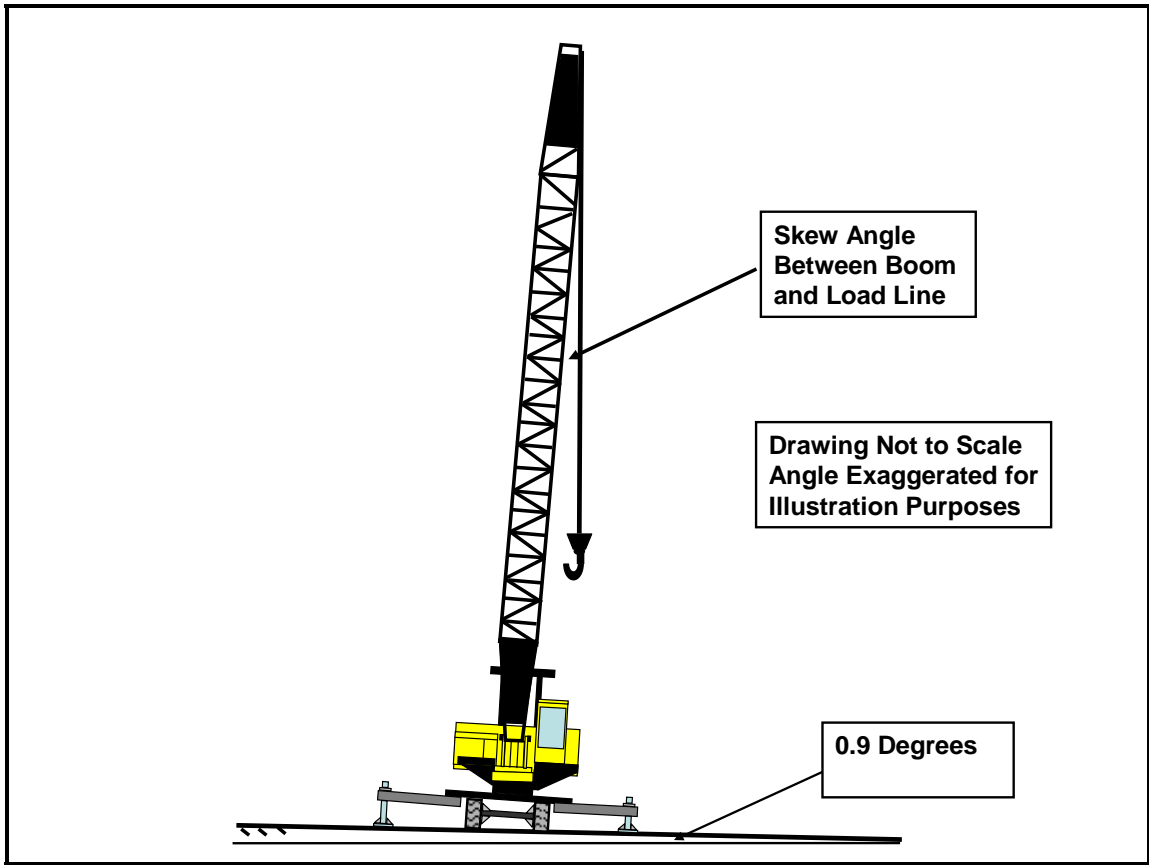 Skew Angle
Between Boom
and Load Line
Drawing Not to Scale
Angle Exaggerated for
Illustration Purposes
0.9 Degrees